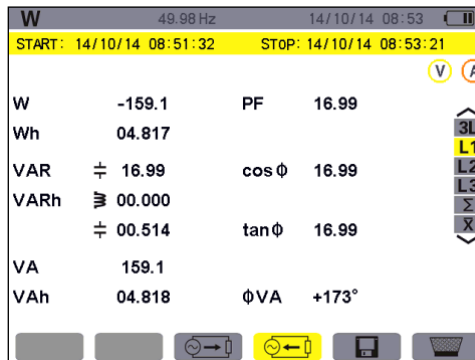 W 49.98 Hz 14/10/14 08:53
START: 14/10/14 08:51:32 STOP: 14/10/14 08:53:21
V A
W -159.1 PF 16.99
Wh 04.817
3L
L1
VAR 16.99 cos ϕ 16.99
L2
L3
VARh 00.000
Σ
00.514 tan ϕ 16.99
X̅
VA 159.1
VAh 04.818 ϕVA +173°